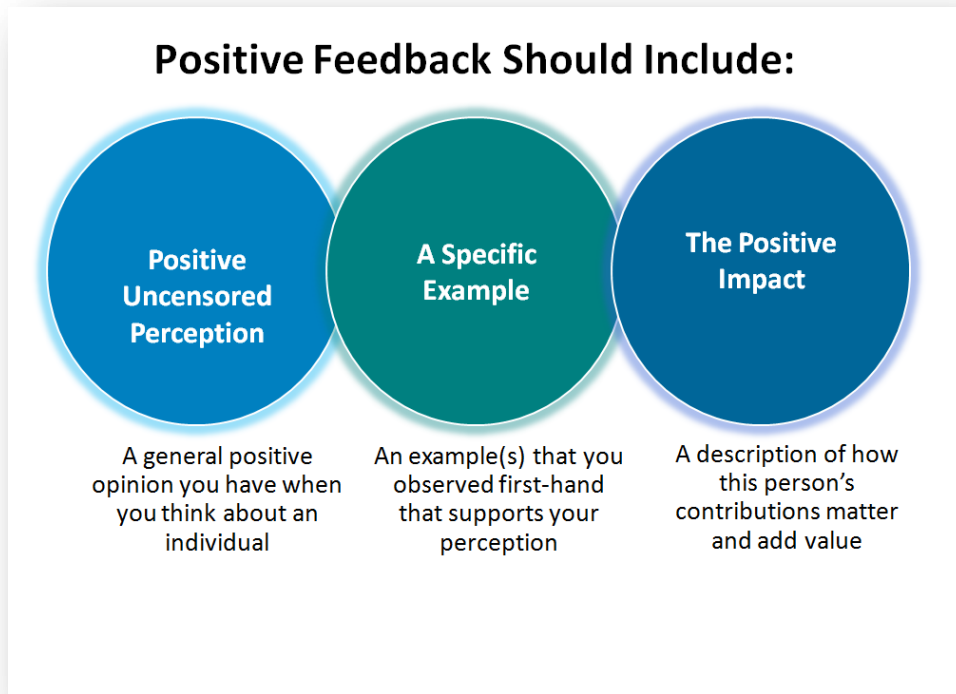 Positive Feedback Should Include:
Positive
Uncensored
Perception
A Specific
Example
The Positive
Impact
A general positive
opinion you have when
you think about an
individual
An example(s) that you
observed first-hand
that supports your
perception
A description of how
this person's
contributions matter
and add value